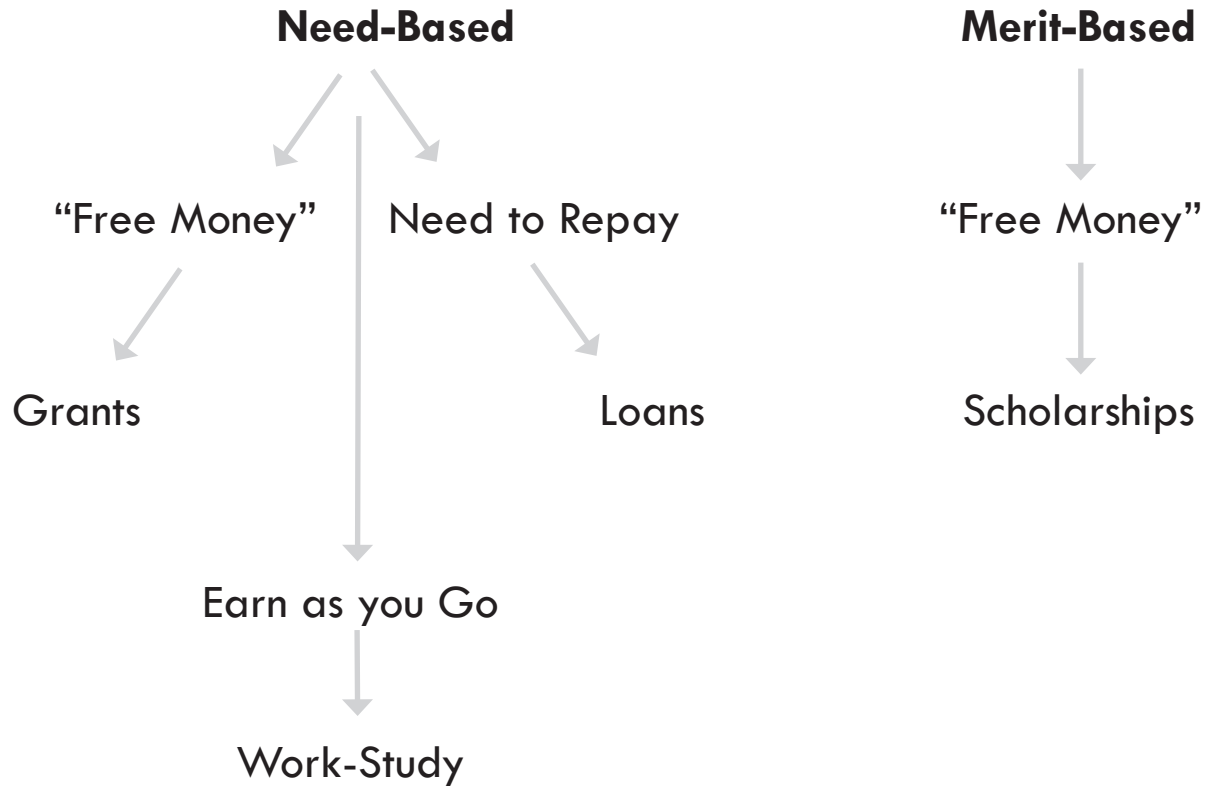 Need-Based
Merit-Based
“Free Money”
Need to Repay
“Free Money”
Grants
Loans
Scholarships
Earn as you Go
Work-Study